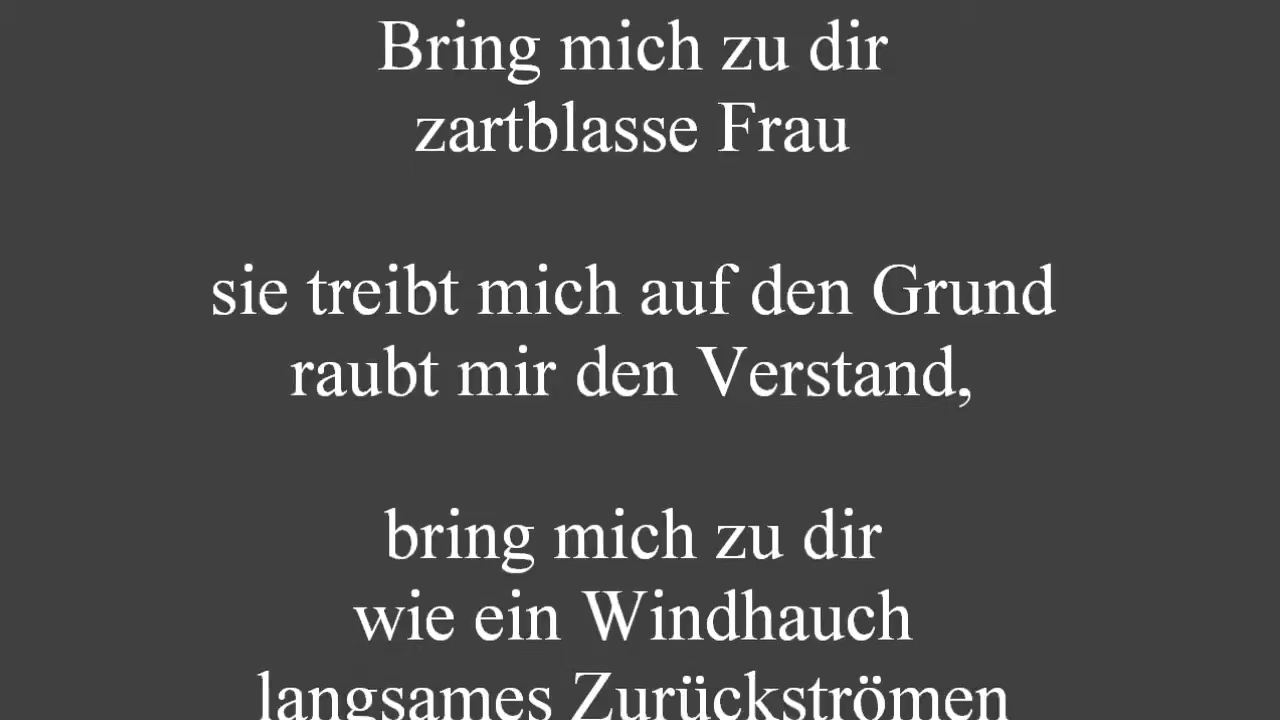 Bring mich zu dir
zartblasse Frau
sie treibt mich auf den Grund
raubt mir den Verstand,
bring mich zu dir
wie ein Windhauch
langsames Zurückströmen